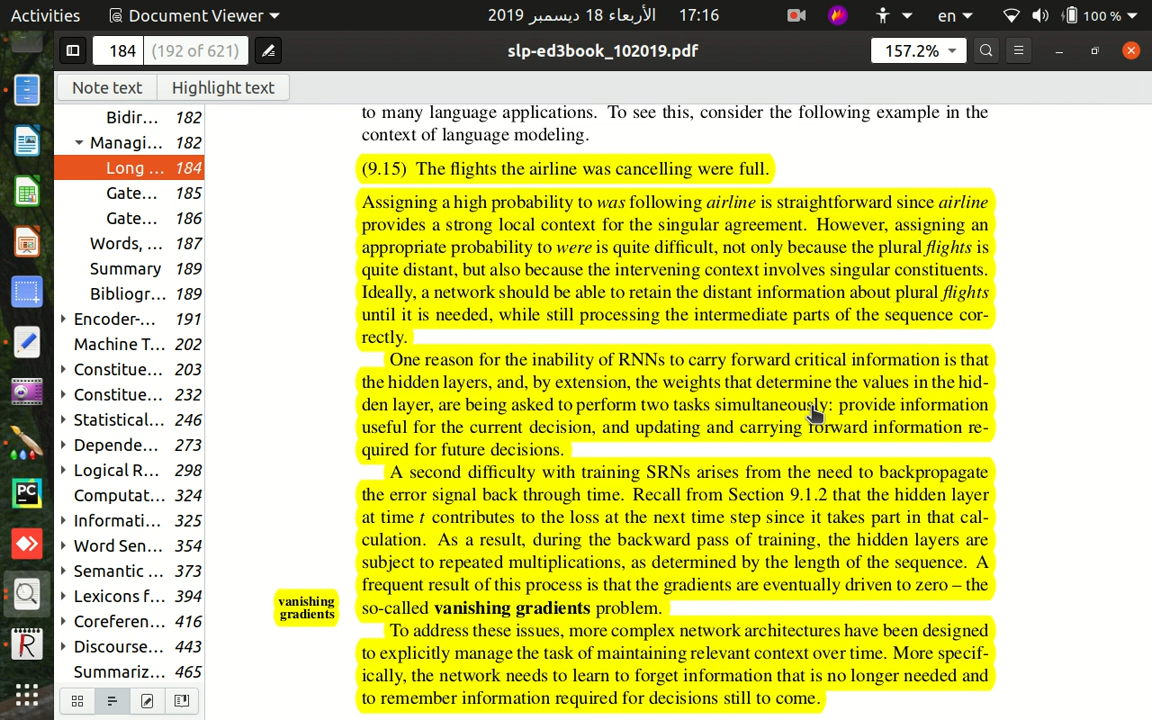 Activities
Document Viewer
الأربعاء 18 ديسمبر 2019
17:16
en
100 %
184
(192 of 621)
slp-ed3book_102019.pdf
157.2%
Note text
Highlight text
Bidir... 182
Managi... 182
Long ... 184
Gate... 185
Gate... 186
Words, ... 187
Summary 189
Bibliogr... 189
Encoder-... 191
Machine T... 202
Constitue... 203
Constitue... 232
Statistical... 246
Depende... 273
Logical R... 298
Computat... 324
Informati... 325
Word Sen... 354
Semantic ... 373
Lexicons f... 394
Coreferen... 416
Discourse... 443
Summariz... 465
PC
R
to many language applications. To see this, consider the following example in the
context of language modeling.
(9.15) The flights the airline was cancelling were full.
Assigning a high probability to was following airline is straightforward since airline
provides a strong local context for the singular agreement. However, assigning an
appropriate probability to were is quite difficult, not only because the plural flights is
quite distant, but also because the intervening context involves singular constituents.
Ideally, a network should be able to retain the distant information about plural flights
until it is needed, while still processing the intermediate parts of the sequence cor-
rectly.
One reason for the inability of RNNs to carry forward critical information is that
the hidden layers, and, by extension, the weights that determine the values in the hid-
den layer, are being asked to perform two tasks simultaneously: provide information
useful for the current decision, and updating and carrying forward information re-
quired for future decisions.
A second difficulty with training SRNs arises from the need to backpropagate
the error signal back through time. Recall from Section 9.1.2 that the hidden layer
at time t contributes to the loss at the next time step since it takes part in that cal-
culation. As a result, during the backward pass of training, the hidden layers are
subject to repeated multiplications, as determined by the length of the sequence. A
frequent result of this process is that the gradients are eventually driven to zero – the
vanishing
gradients
so-called vanishing gradients problem.
To address these issues, more complex network architectures have been designed
to explicitly manage the task of maintaining relevant context over time. More specif-
ically, the network needs to learn to forget information that is no longer needed and
to remember information required for decisions still to come.